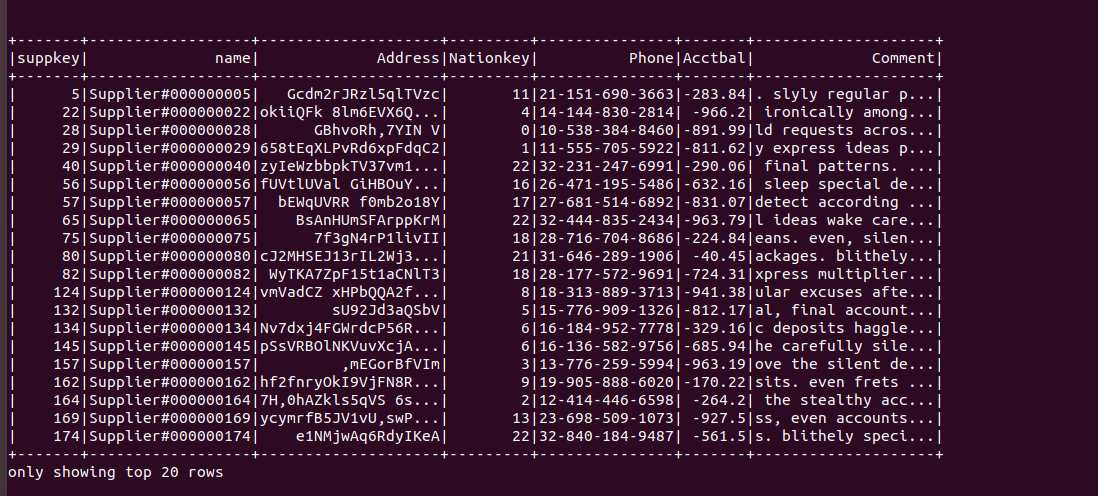 +-------+------------------+--------------------+---------+---------------+-------+--------------------+
|suppkey|              name|             Address|Nationkey|          Phone|Acctbal|             Comment|
+-------+------------------+--------------------+---------+---------------+-------+--------------------+
|      5|Supplier#000000005|   Gcdm2rJRzl5qlTVzc|       11|21-151-690-3663|-283.84|. slyly regular p...|
|     22|Supplier#000000022|okiiQFk 8lm6EVX6Q...|        4|14-144-830-2814| -966.2| ironically among...|
|     28|Supplier#000000028|      GBhvoRh,7YIN V|        0|10-538-384-8460|-891.99|ld requests acros...|
|     29|Supplier#000000029|658tEqXLPvRd6xpFdqC2|        1|11-555-705-5922|-811.62|y express ideas p...|
|     40|Supplier#000000040|zyIeWzbbpkTV37vm1...|       22|32-231-247-6991|-290.06| final patterns. ...|
|     56|Supplier#000000056|fUVtlUVal GiHBOuY...|       16|26-471-195-5486|-632.16| sleep special de...|
|     57|Supplier#000000057|  bEWqUVRR f0mb2o18Y|       17|27-681-514-6892|-831.07|detect according ...|
|     65|Supplier#000000065|    BsAnHUmSFArppKrM|       22|32-444-835-2434|-963.79|l ideas wake care...|
|     75|Supplier#000000075|      7f3gN4rP1livII|       18|28-716-704-8686|-224.84|eans. even, silen...|
|     80|Supplier#000000080|cJ2MHSEJ13rIL2Wj3...|       21|31-646-289-1906| -40.45|ackages. blithely...|
|     82|Supplier#000000082| WyTKA7ZpF15t1aCNlT3|       18|28-177-572-9691|-724.31|xpress multiplier...|
|    124|Supplier#000000124|vmVadCZ xHPbQQA2f...|        8|18-313-889-3713|-941.38|ular excuses afte...|
|    132|Supplier#000000132|        sU92Jd3aQSbV|        5|15-776-909-1326|-812.17|al, final account...|
|    134|Supplier#000000134|Nv7dxj4FGWrdcP56R...|        6|16-184-952-7778|-329.16|c deposits haggle...|
|    145|Supplier#000000145|pSsVRBOlNKVuvXcjA...|        6|16-136-582-9756|-685.94|he carefully sile...|
|    157|Supplier#000000157|         ,mEGorBfVIm|        3|13-776-259-5994|-963.19|ove the silent de...|
|    162|Supplier#000000162|hf2fnryOkI9VjFN8R...|        9|19-905-888-6020|-170.22|sits. even frets ...|
|    164|Supplier#000000164|7H,0hAZkls5qVS 6s...|        2|12-414-446-6598| -264.2| the stealthy acc...|
|    169|Supplier#000000169|ycymrfB5JV1vU,swP...|       13|23-698-509-1073| -927.5|ss, even accounts...|
|    174|Supplier#000000174|    e1NMjwAq6RdyIKeA|       22|32-840-184-9487| -561.5|s. blithely speci...|
+-------+------------------+--------------------+---------+---------------+-------+--------------------+
only showing top 20 rows